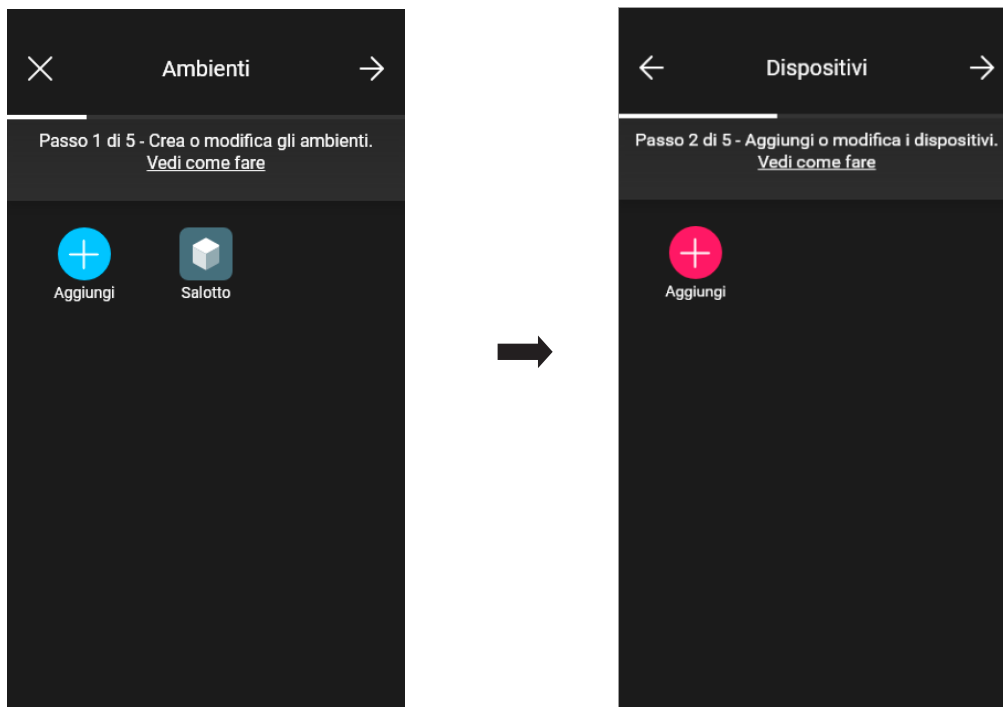 Ambienti
Passo 1 di 5 - Crea o modifica gli ambienti.
Vedi come fare
Aggiungi
Salotto
Dispositivi
Passo 2 di 5 - Aggiungi o modifica i dispositivi.
Vedi come fare
Aggiungi